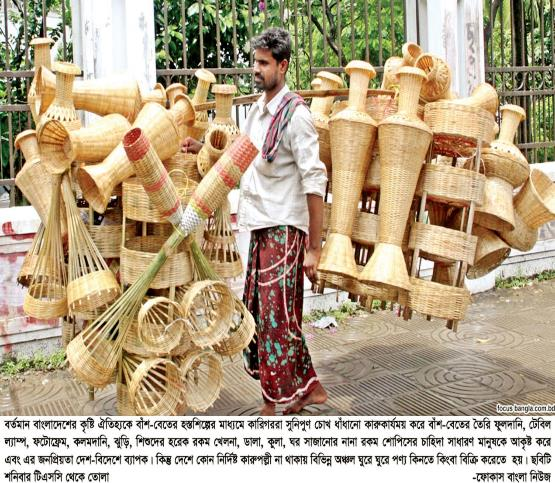 focus bangla.com.bd
বর্তমান বাংলাদেশের কৃষ্টি ঐতিহ্যকে বাঁশ-বেতের হস্তশিল্পের মাধ্যমে কারিগররা সুনিপুণ চোখ ধাঁধানো কারুকার্যময় করে বাঁশ-বেতের তৈরি ফুলদানি, টেবিল
ল্যাম্প, ফটোফ্রেম, কলমদানি, ঝুড়ি, শিশুদের হরেক রকম খেলনা, ডালা, কুলা, ঘর সাজানোর নানা রকম শোপিসের চাহিদা সাধারণ মানুষকে আকৃষ্ট করে
এবং এর জনপ্রিয়তা দেশ-বিদেশে ব্যাপক। কিন্তু দেশে কোন নির্দিষ্ট কারুপল্লী না থাকায় বিভিন্ন অঞ্চল ঘুরে ঘুরে পণ্য কিনতে কিংবা বিক্রি করেতে হয়। ছবিটি
শনিবার টিএসসি থেকে তোলা -ফোকাস বাংলা নিউজ